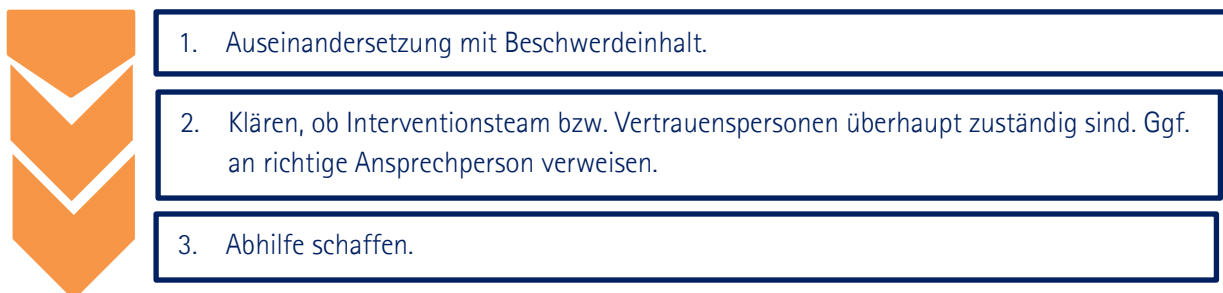 1. Auseinandersetzung mit Beschwerdeinhalt.
2. Klären, ob Interventionsteam bzw. Vertrauenspersonen überhaupt zuständig sind. Ggf.
an richtige Ansprechperson verweisen.
3. Abhilfe schaffen.